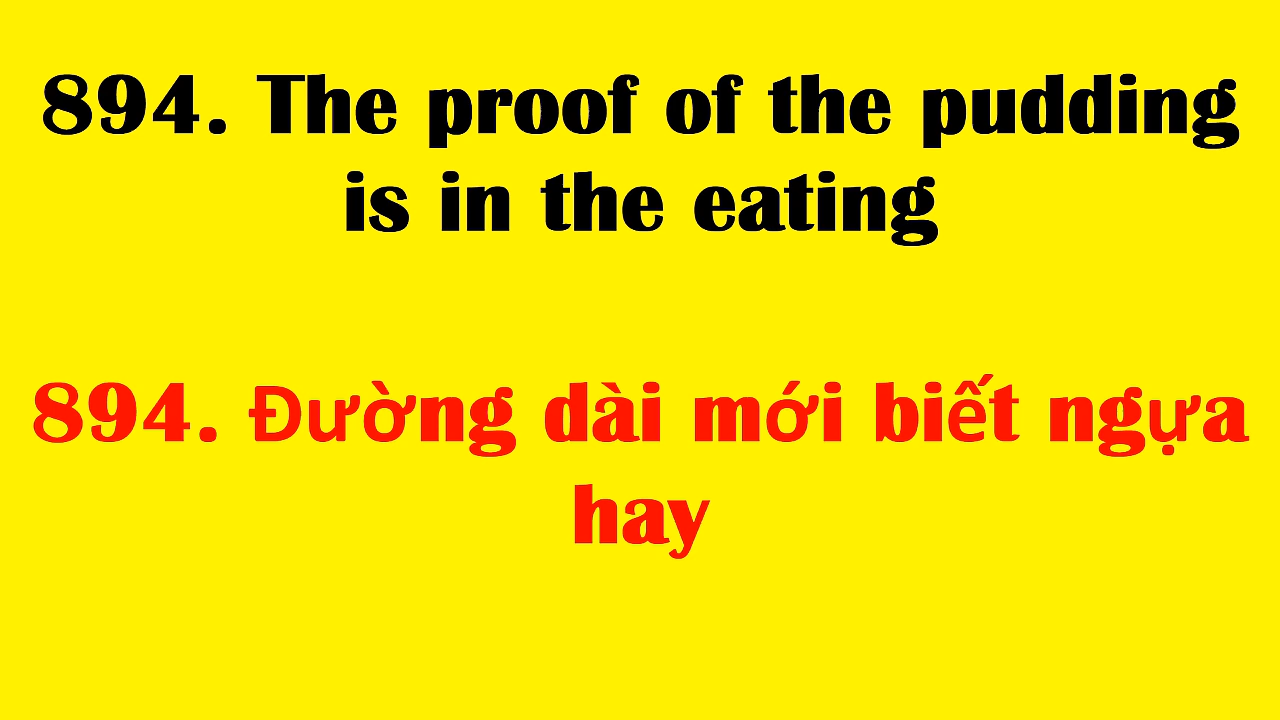 894. The proof of the pudding
is in the eating
894. Đường dài mới biết ngựa
hay